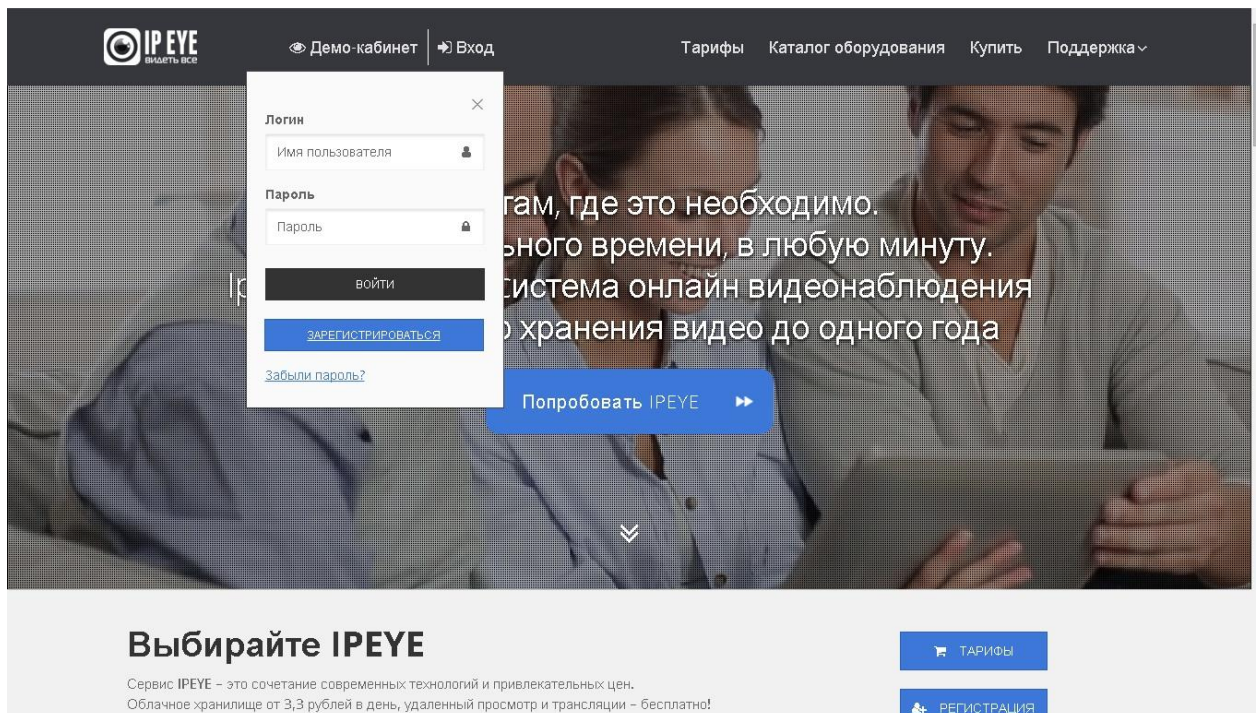 IP EYE
видеть все
Демо-кабинет
Вход
Тарифы
Каталог оборудования
Купить
Поддержка
Логин
Имя пользователя
Пароль
Пароль
ВОЙТИ
ЗАРЕГИСТРИРОВАТЬСЯ
Забыли пароль?
там, где это необходимо.
времени, в любую минуту.
система онлайн видеонаблюдения
хранения видео до одного года
Попробовать IPEYE
Выбирайте IPEYE
Сервис IPEYE – это сочетание современных технологий и привлекательных цен.
Облачное хранилище от 3,3 рублей в день, удаленный просмотр и трансляции – бесплатно!
ТАРИФЫ
РЕГИСТРАЦИЯ